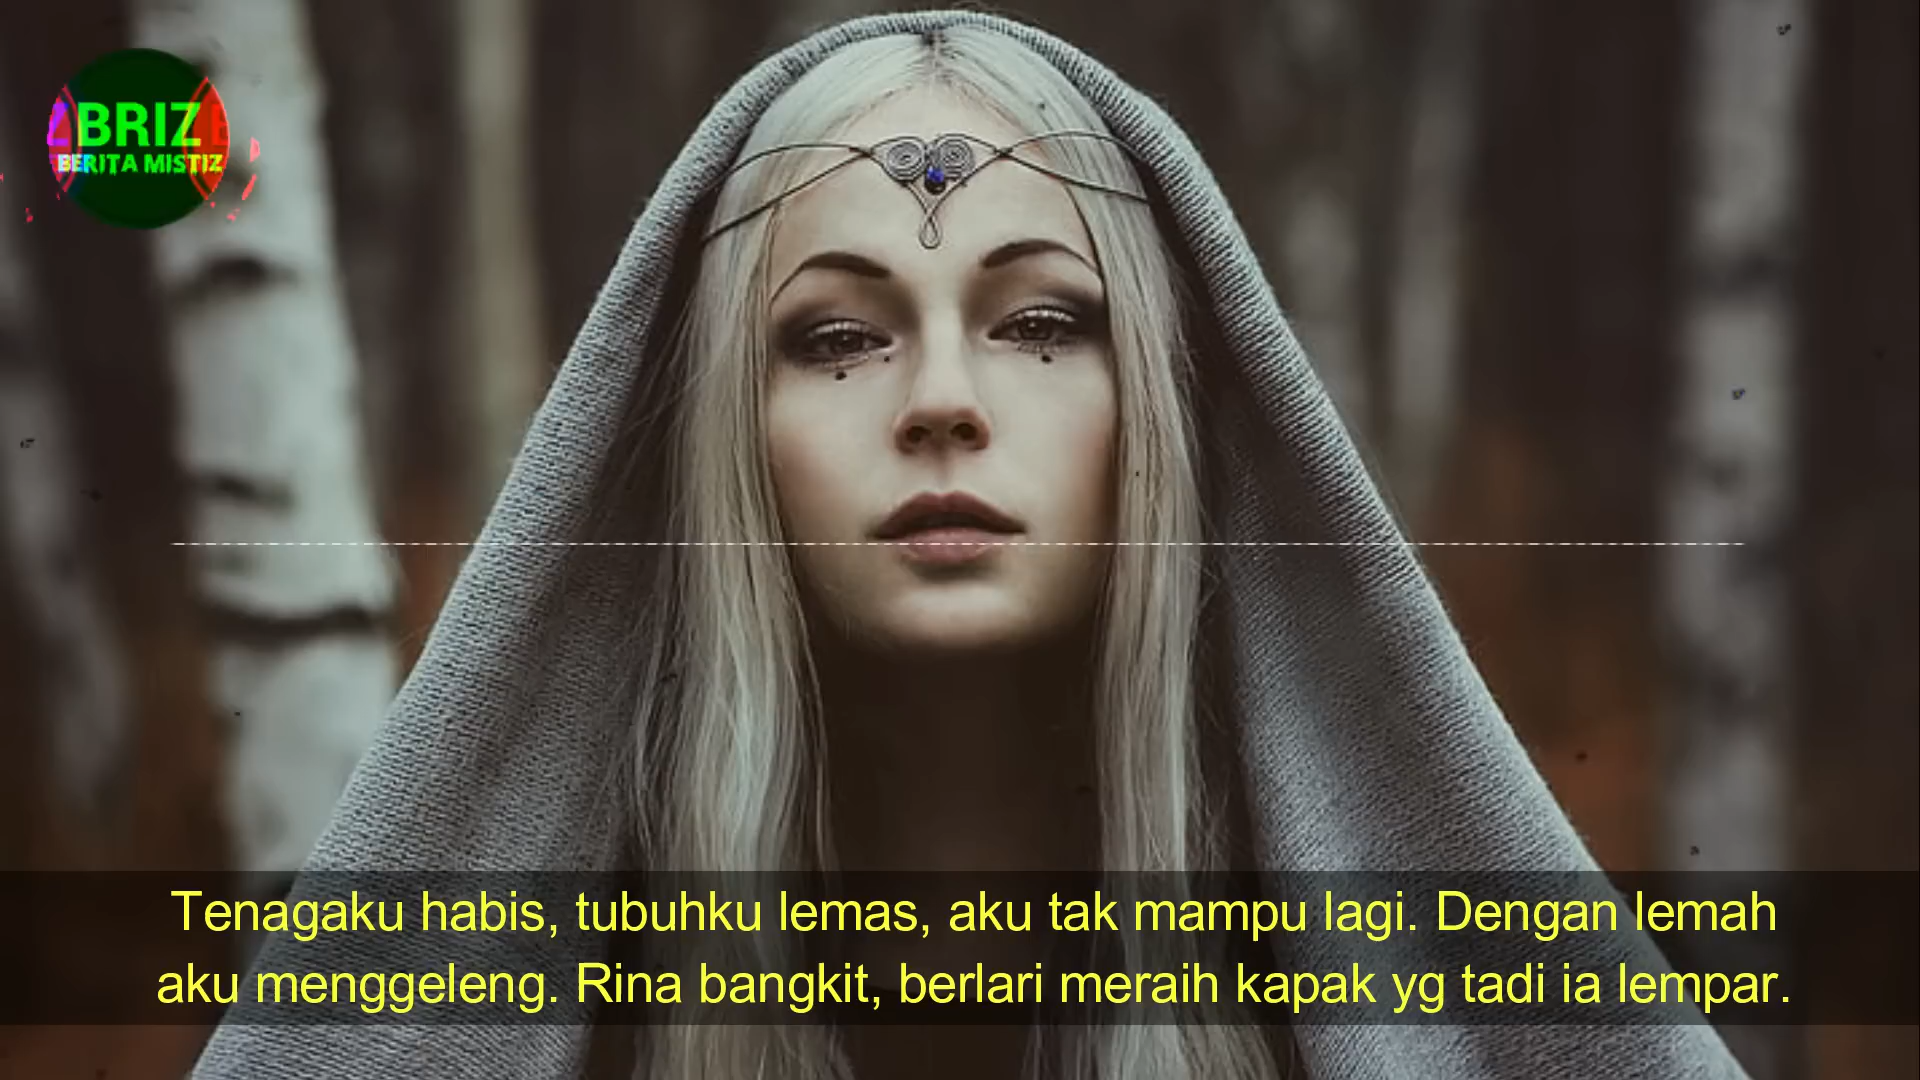 BRIZ
BERITA MISTIZ
Tenagaku habis, tubuhku lemas, aku tak mampu lagi. Dengan lemah
aku menggeleng. Rina bangkit, berlari meraih kapak yg tadi ia lempar.